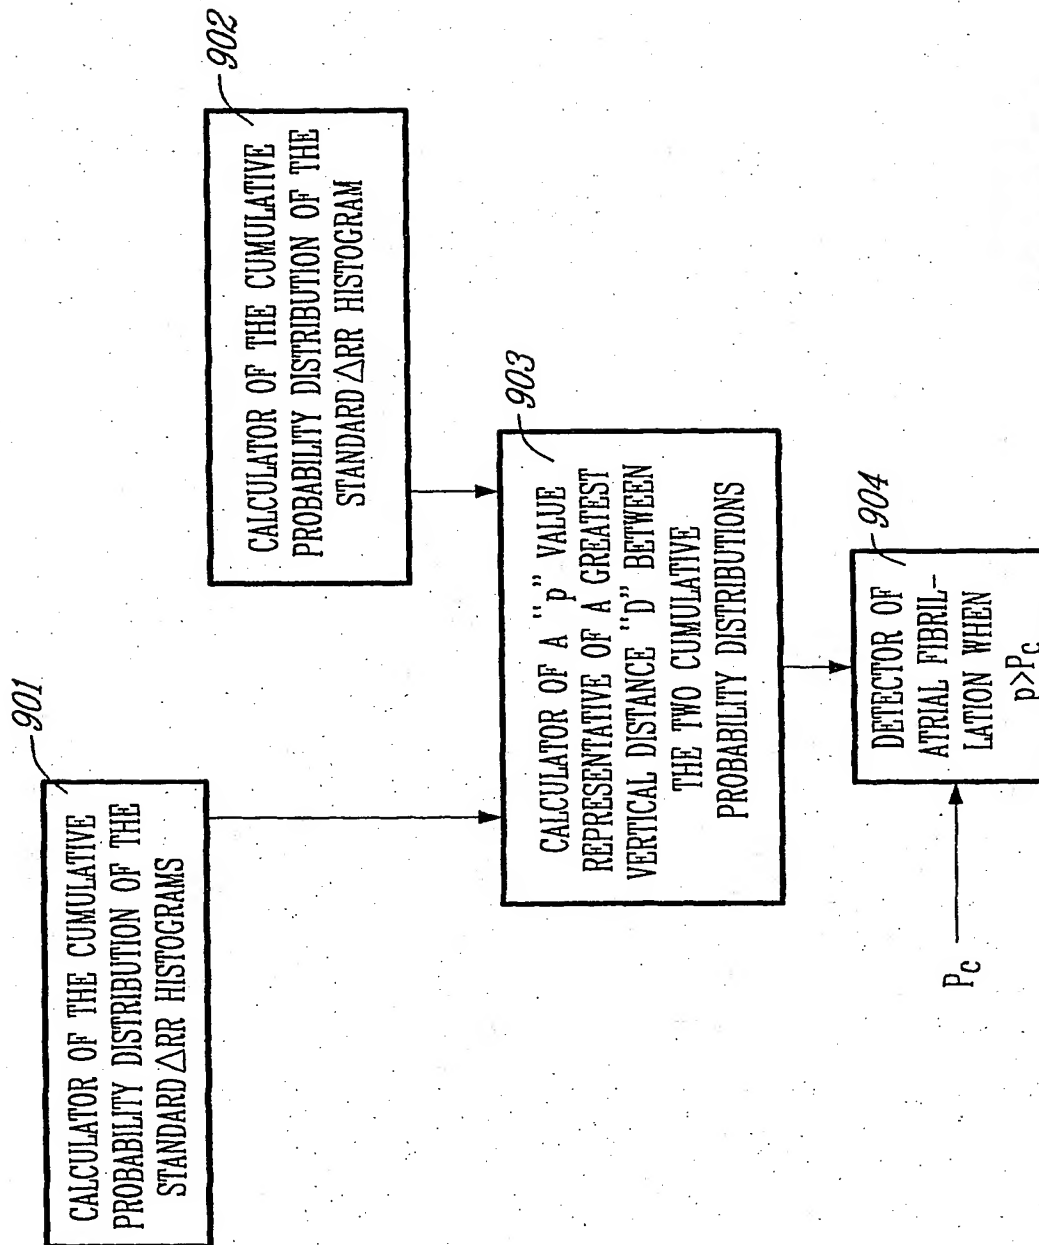 901
CALCULATOR OF THE CUMULATIVE
PROBABILITY DISTRIBUTION OF THE
STANDARD △RR HISTOGRAMS
902
CALCULATOR OF THE CUMULATIVE
PROBABILITY DISTRIBUTION OF THE
STANDARD △RR HISTOGRAM
903
CALCULATOR OF A "p" VALUE
REPRESENTATIVE OF A GREATEST
VERTICAL DISTANCE "D" BETWEEN
THE TWO CUMULATIVE
PROBABILITY DISTRIBUTIONS
904
DETECTOR OF
ATRIAL FIBRIL-
LATION WHEN
p>Pc
Pc